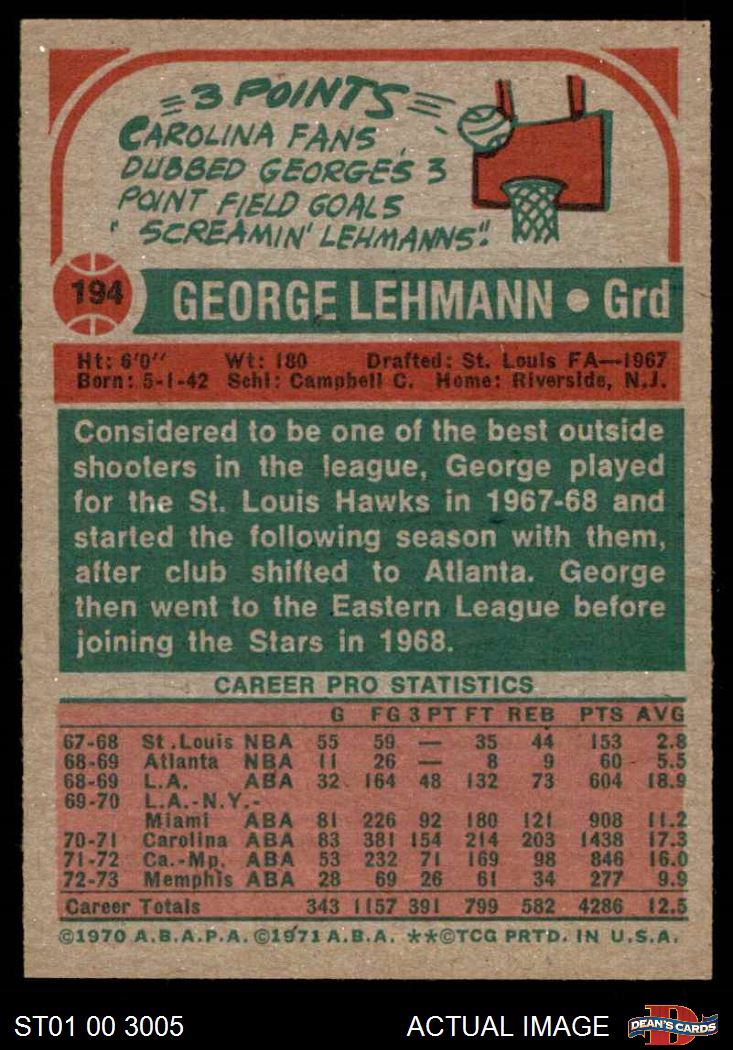 3 POINTS
CAROLINA FANS
DUBBED GEORGE'S 3
POINT FIELD GOALS
"SCREAMIN' LEHMANNS".
194 GEORGE LEHMANN • Grd
Ht: 6'0" Wt: 180 Drafted: St. Louis FA—1967
Born: 5-1-42 Schl: Campbell C. Home: Riverside, N.J.
Considered to be one of the best outside
shooters in the league, George played
for the St. Louis Hawks in 1967-68 and
started the following season with them,
after club shifted to Atlanta. George
then went to the Eastern League before
joining the Stars in 1968.
CAREER PRO STATISTICS
G FG 3 PT FT REB PTS AVG
67-68 St.Louis NBA 55 59 — 35 44 153 2.8
68-69 Atlanta NBA 11 26 — 8 9 60 5.5
68-69 L.A. ABA 32 164 48 132 73 604 18.9
69-70 L.A.-N.Y.-
Miami ABA 81 226 92 180 121 908 11.2
70-71 Carolina ABA 83 381 154 214 203 1438 17.3
71-72 Ca.-Mp. ABA 53 232 71 169 98 846 16.0
72-73 Memphis ABA 28 69 26 61 34 277 9.9
Career Totals 343 1157 391 799 582 4286 12.5
©1970 A.B.A.P.A. ©1971 A.B.A. **©TCG PRTD. IN U.S.A.
ST01 00 3005 ACTUAL IMAGE DEAN'S CARDS